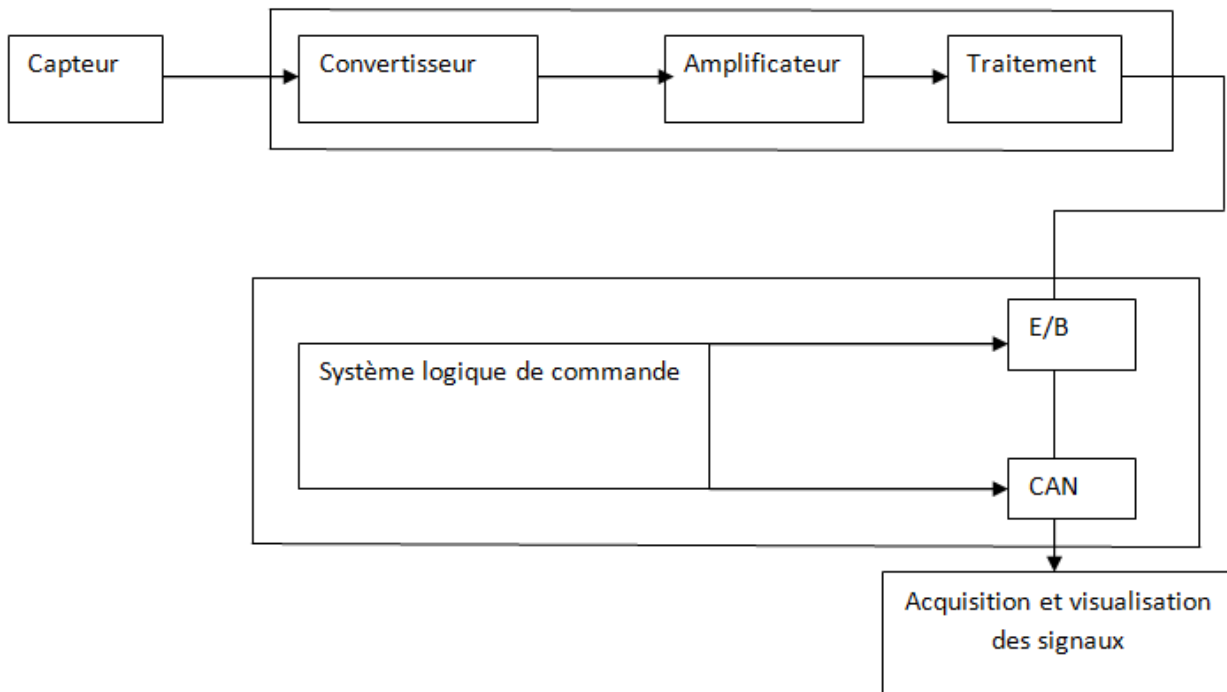 Capteur
Convertisseur
Amplificateur
Traitement
E/B
Système logique de commande
CAN
Acquisition et visualisation
des signaux